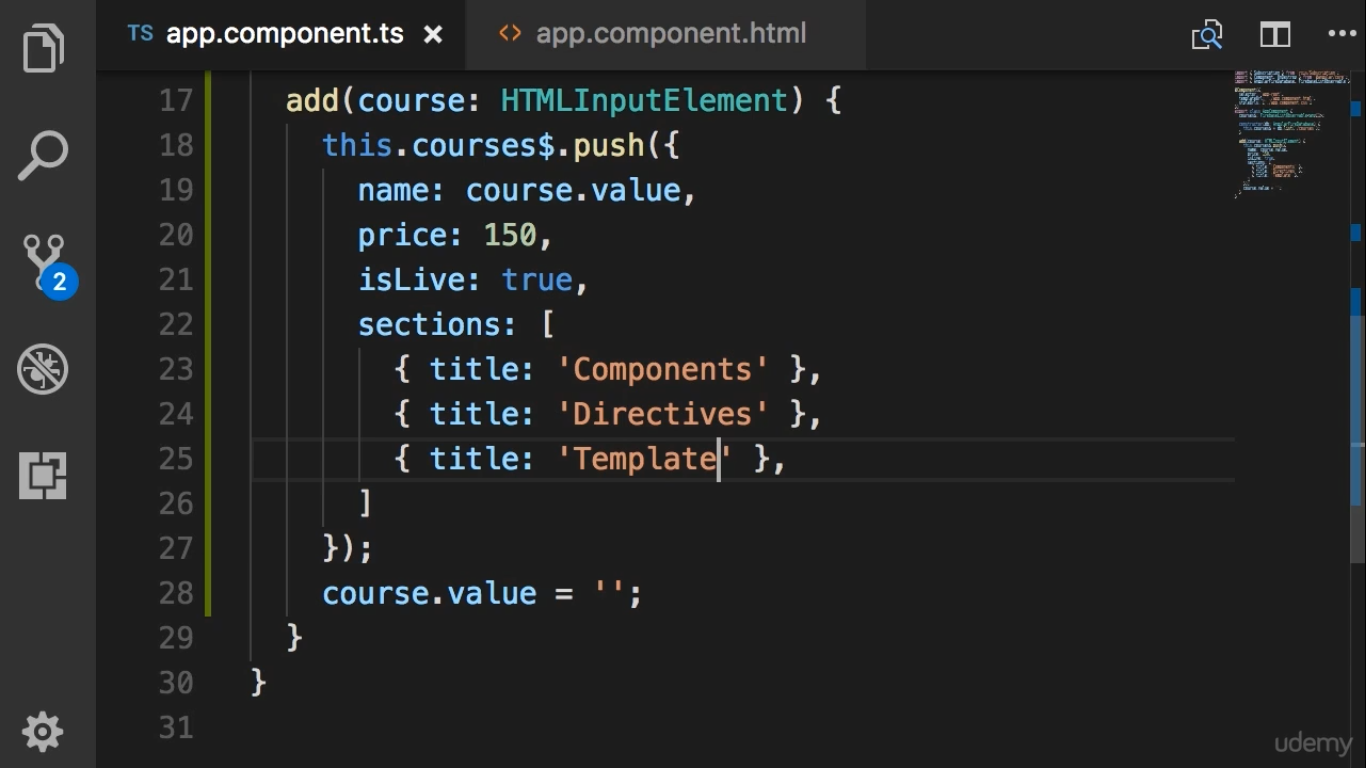 TS app.component.ts × <> app.component.html
17 add(course: HTMLInputElement) {
18 this.courses$.push({
19 name: course.value,
20 price: 150,
21 isLive: true,
22 sections: [
23 { title: 'Components' },
24 { title: 'Directives' },
25 { title: 'Template' },
26 ]
27 });
28 course.value = '';
29 }
30 }
31
2
udemy